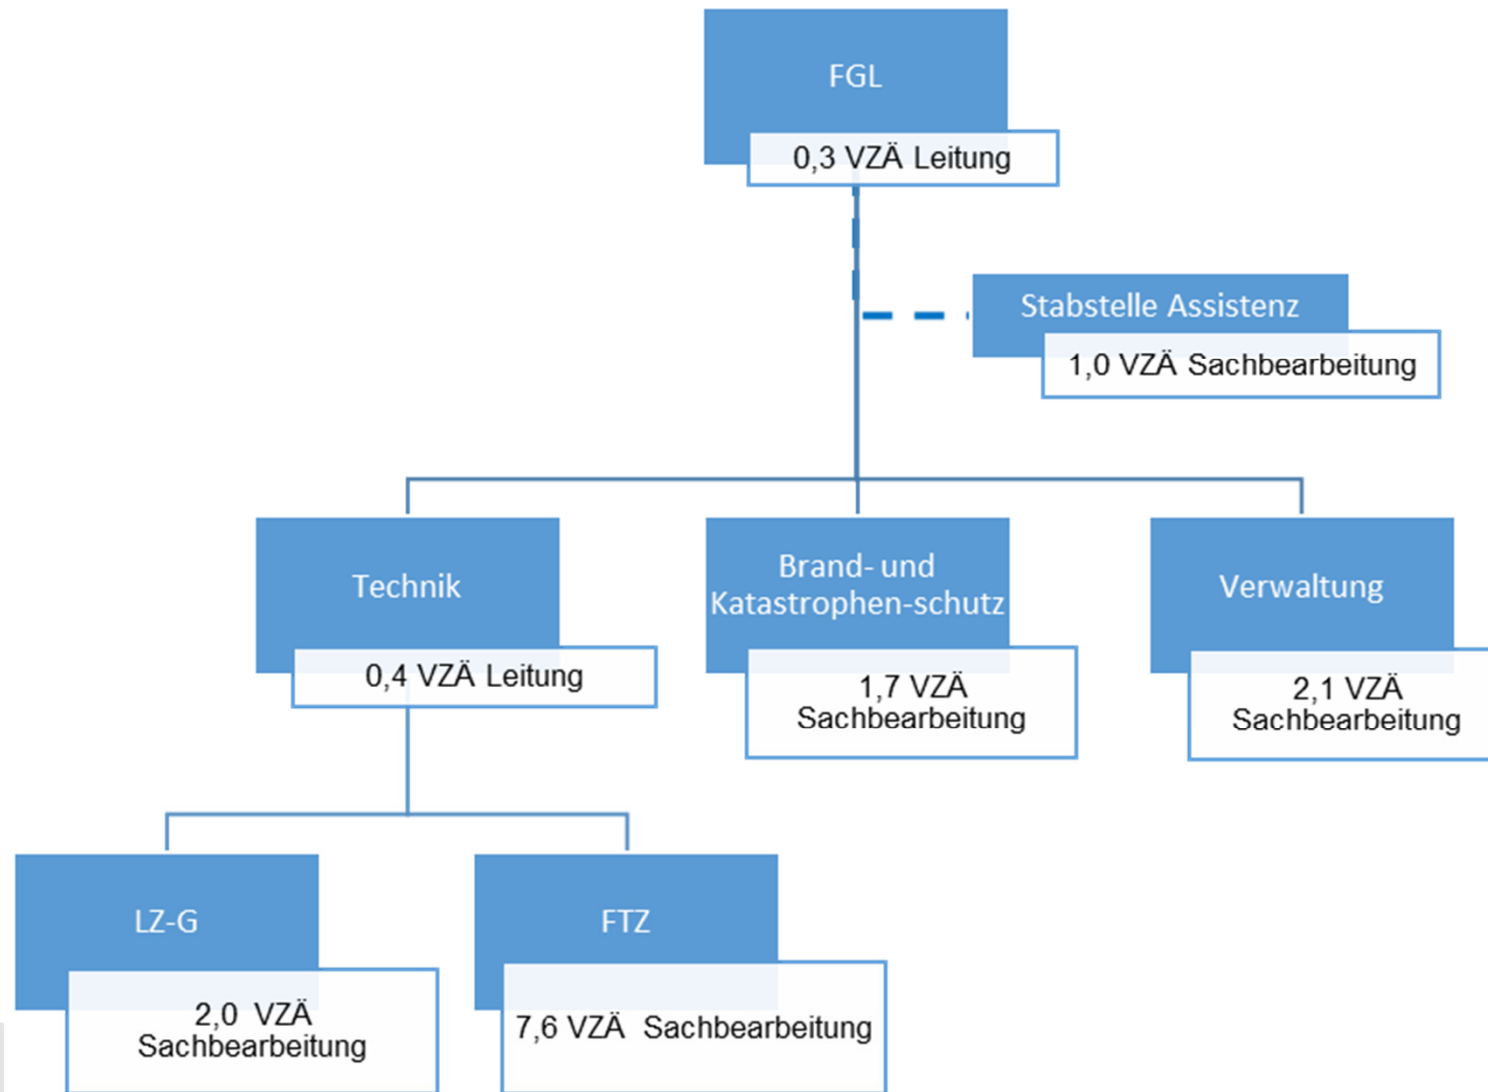 FGL
0,3 VZÄ Leitung
Stabstelle Assistenz
1,0 VZÄ Sachbearbeitung
Technik
0,4 VZÄ Leitung
Brand- und
Katastrophen-schutz
1,7 VZÄ
Sachbearbeitung
Verwaltung
2,1 VZÄ
Sachbearbeitung
LZ-G
2,0 VZÄ
Sachbearbeitung
FTZ
7,6 VZÄ Sachbearbeitung